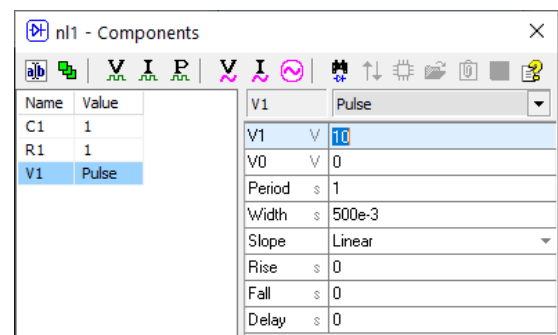 nl1 - Components
ab V I P V I
Name Value
C1 1
R1 1
V1 Pulse
V1 Pulse
V1 V 10
V0 V 0
Period s 1
Width s 500e-3
Slope Linear
Rise s 0
Fall s 0
Delay s 0